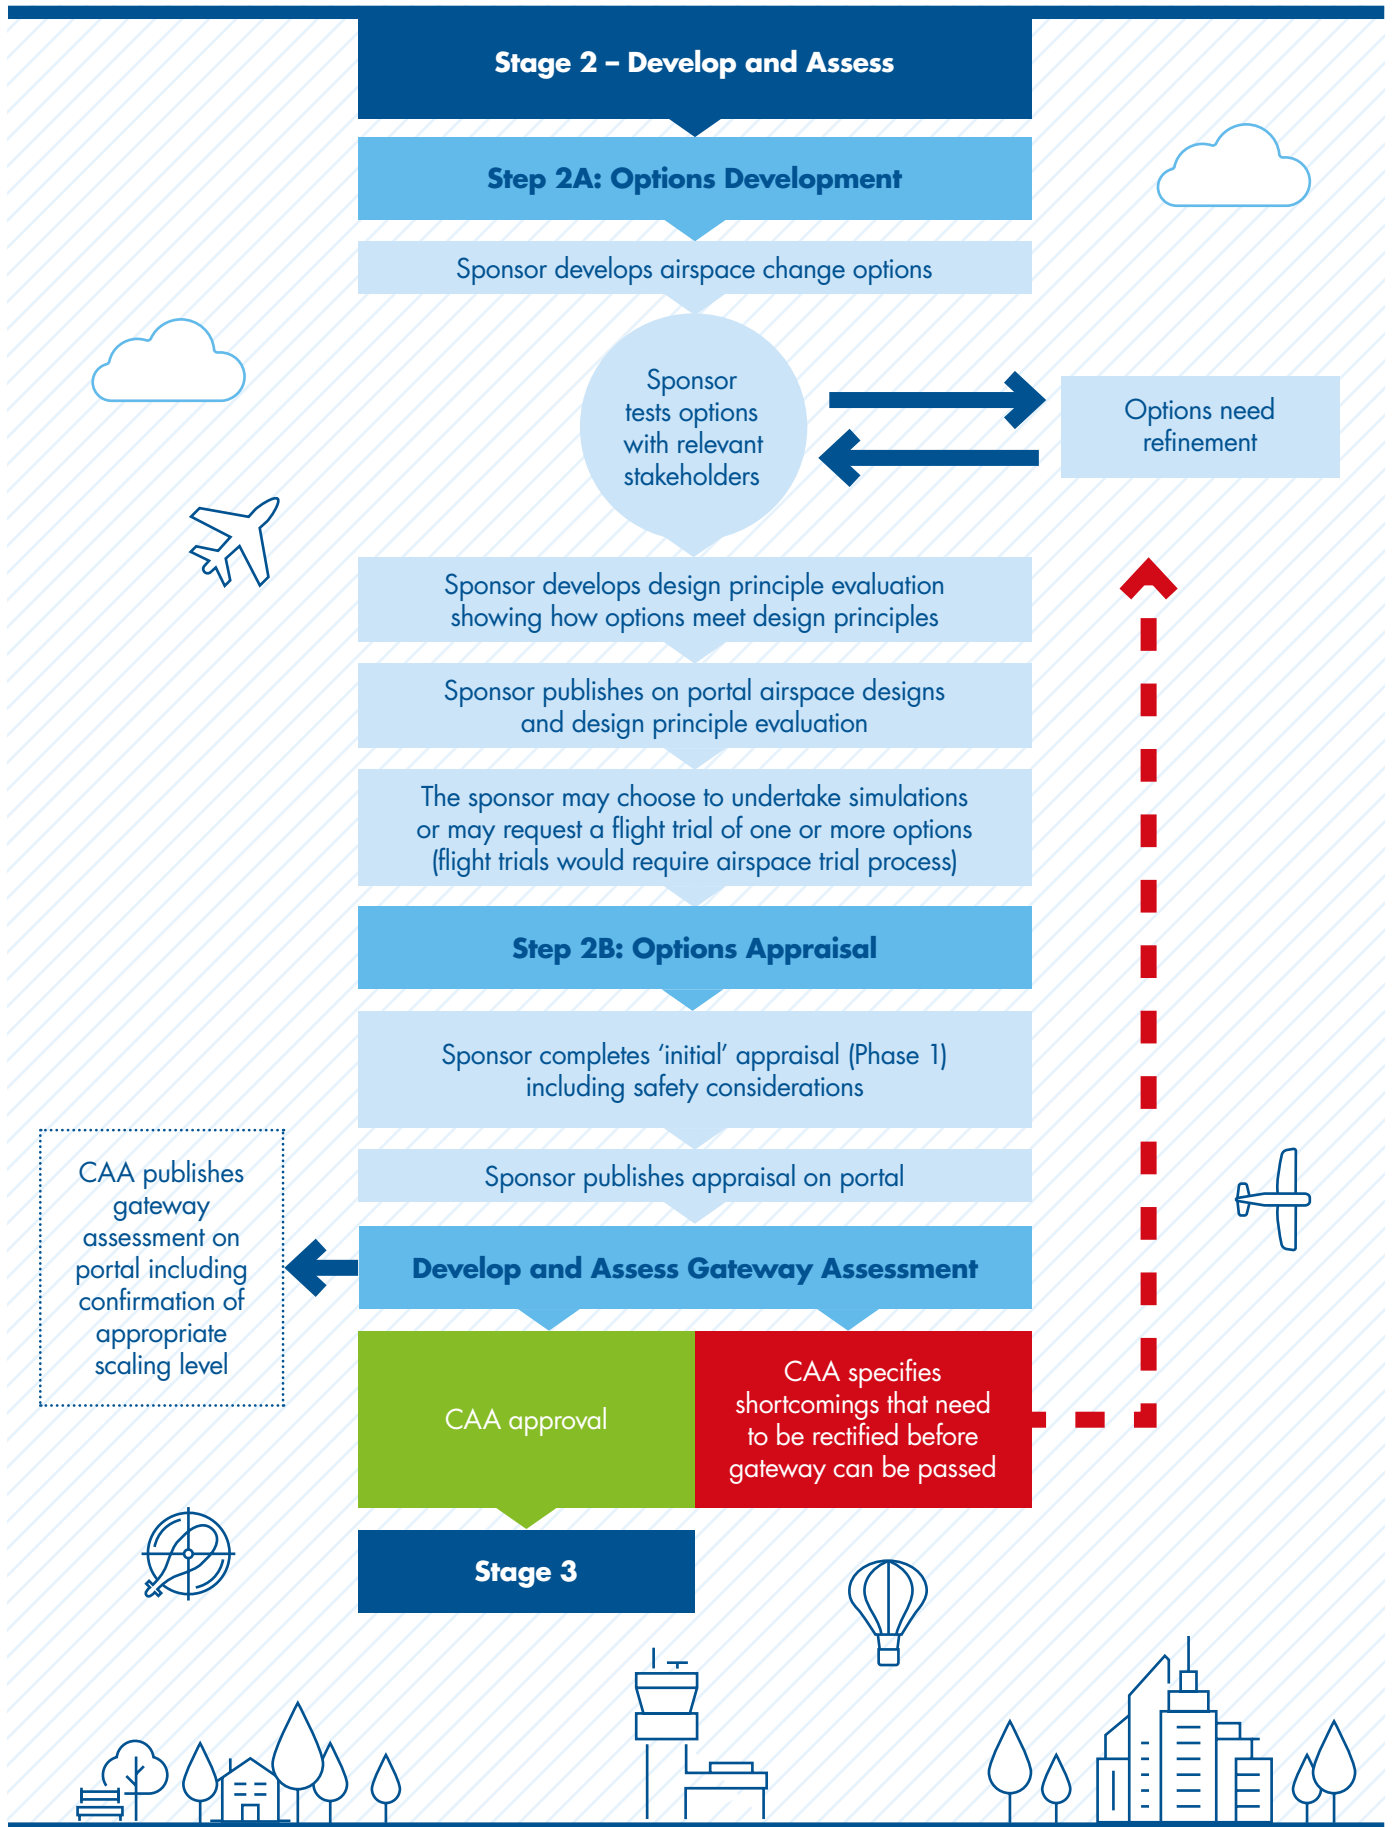 Stage 2 – Develop and Assess
Step 2A: Options Development
Sponsor develops airspace change options
Sponsor
tests options
with relevant
stakeholders
Options need
refinement
Sponsor develops design principle evaluation
showing how options meet design principles
Sponsor publishes on portal airspace designs
and design principle evaluation
The sponsor may choose to undertake simulations
or may request a flight trial of one or more options
(flight trials would require airspace trial process)
Step 2B: Options Appraisal
Sponsor completes ‘initial’ appraisal (Phase 1)
including safety considerations
Sponsor publishes appraisal on portal
Develop and Assess Gateway Assessment
CAA publishes
gateway
assessment on
portal including
confirmation of
appropriate
scaling level
CAA approval
CAA specifies
shortcomings that need
to be rectified before
gateway can be passed
Stage 3